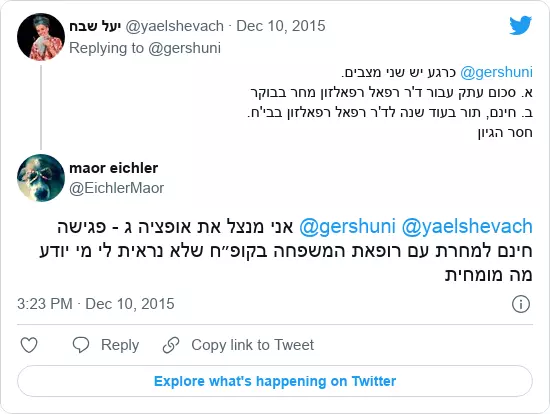 יעל שבח @yaelshevach · Dec 10, 2015
Replying to @gershuni
@gershuni כרגע יש שני מצבים.
א. סכום עתק עבור ד'ר רפאל רפאלזון מחר בבוקר
ב. חינם, תור בעוד שנה לד'ר רפאל רפאלזון בבי'ח.
חסר הגיון
maor eichler
@EichlerMaor
@gershuni @yaelshevach אני מנצל את אופציה ג - פגישה
חינם למחרת עם רופאת המשפחה בקופ״ח שלא נראית לי מי יודע
מה מומחית
3:23 PM · Dec 10, 2015
Reply
Copy link to Tweet
Explore what's happening on Twitter